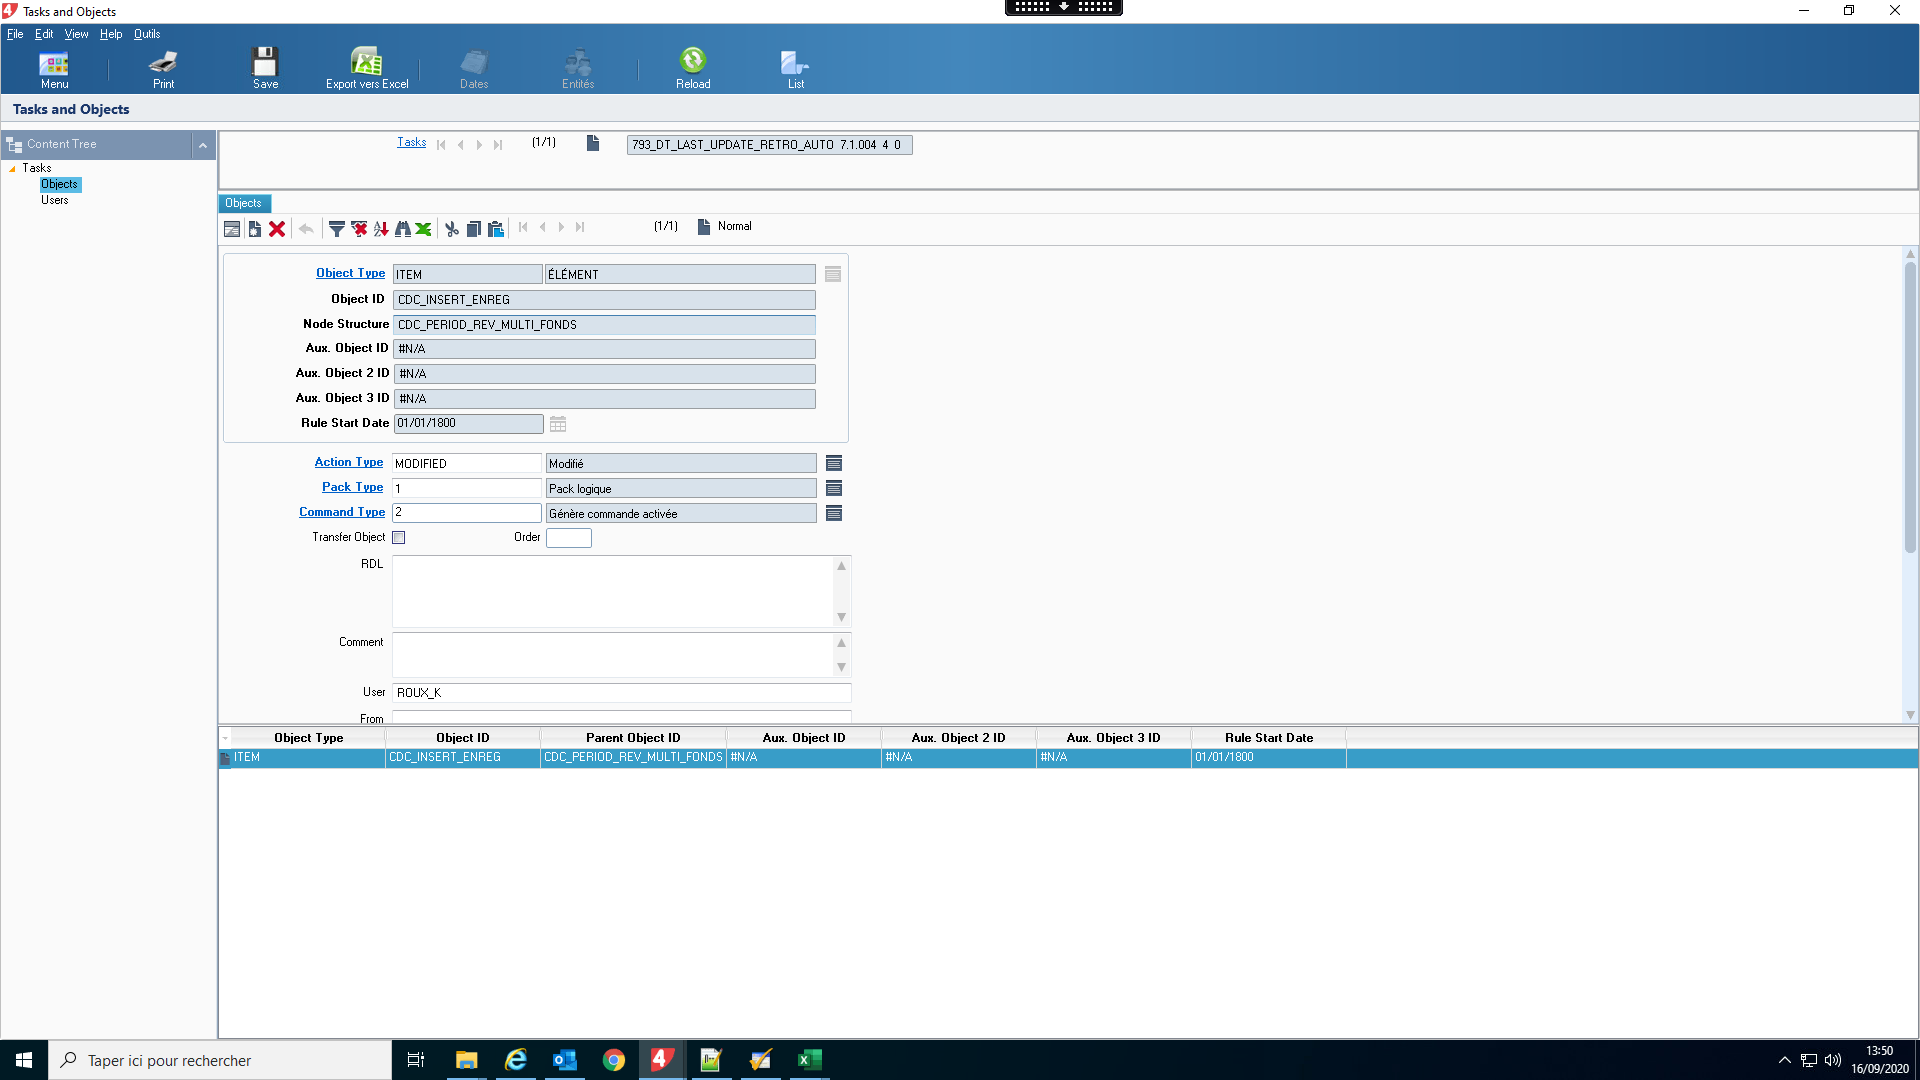 Tasks and Objects
File Edit View Help Outils
Menu Print Save Export vers Excel Dates Entités Reload List
Tasks and Objects
Content Tree
Tasks
Objects
Users
Tasks (1/1) 793_DT_LAST_UPDATE_RETRO_AUTO 7.1.004 4 0
Objects
(1/1) Normal
Object Type ITEM ÉLÉMENT
Object ID CDC_INSERT_ENREG
Node Structure CDC_PERIOD_REV_MULTI_FONDS
Aux. Object ID #N/A
Aux. Object 2 ID #N/A
Aux. Object 3 ID #N/A
Rule Start Date 01/01/1800
Action Type MODIFIED Modifié
Pack Type 1 Pack logique
Command Type 2 Génère commande activée
Transfer Object Order
RDL
Comment
User ROUX_K
From
Object Type Object ID Parent Object ID Aux. Object ID Aux. Object 2 ID Aux. Object 3 ID Rule Start Date
ITEM CDC_INSERT_ENREG CDC_PERIOD_REV_MULTI_FONDS #N/A #N/A #N/A 01/01/1800
Taper ici pour rechercher
13:50
16/09/2020